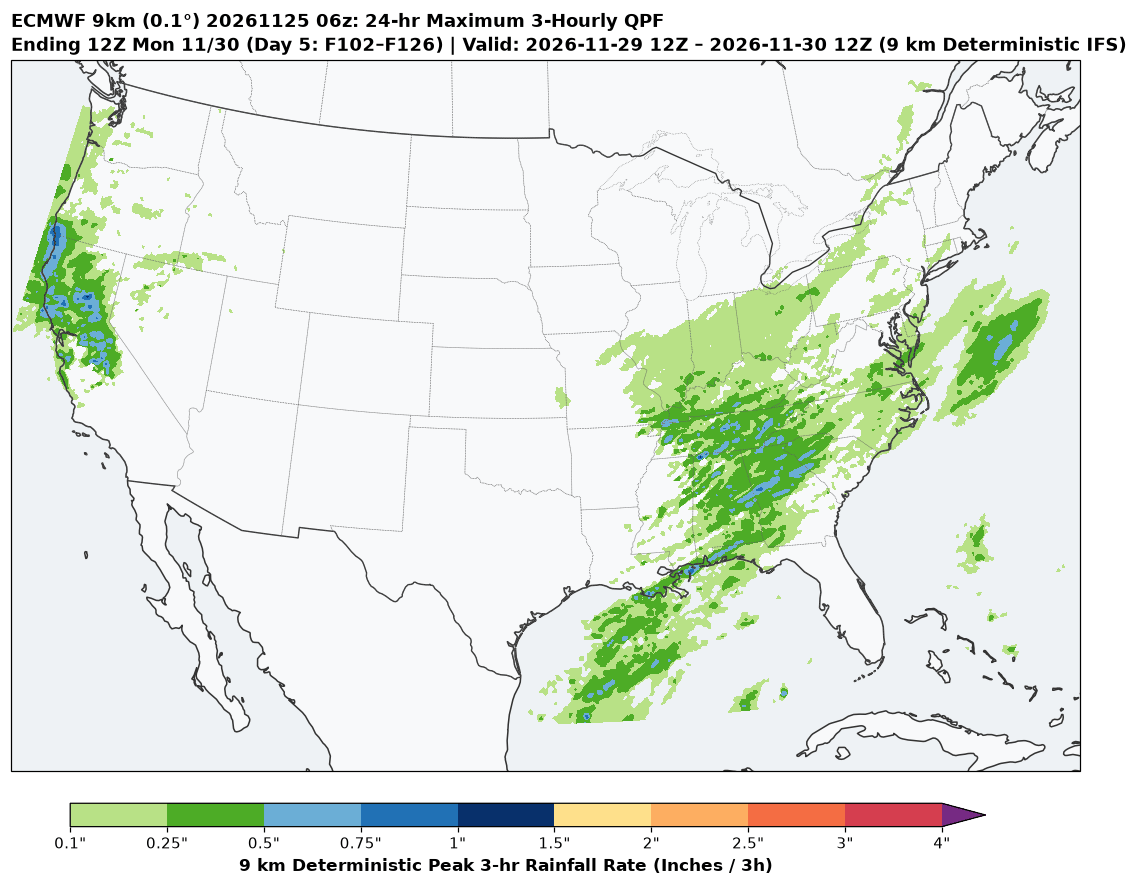 ECMWF 9km (0.1°) 20261125 06z: 24-hr Maximum 3-Hourly QPF
Ending 12Z Mon 11/30 (Day 5: F102–F126) | Valid: 2026-11-29 12Z – 2026-11-30 12Z (9 km Deterministic IFS)
0.1" 0.25" 0.5" 0.75" 1" 1.5" 2" 2.5" 3" 4"
9 km Deterministic Peak 3-hr Rainfall Rate (Inches / 3h)